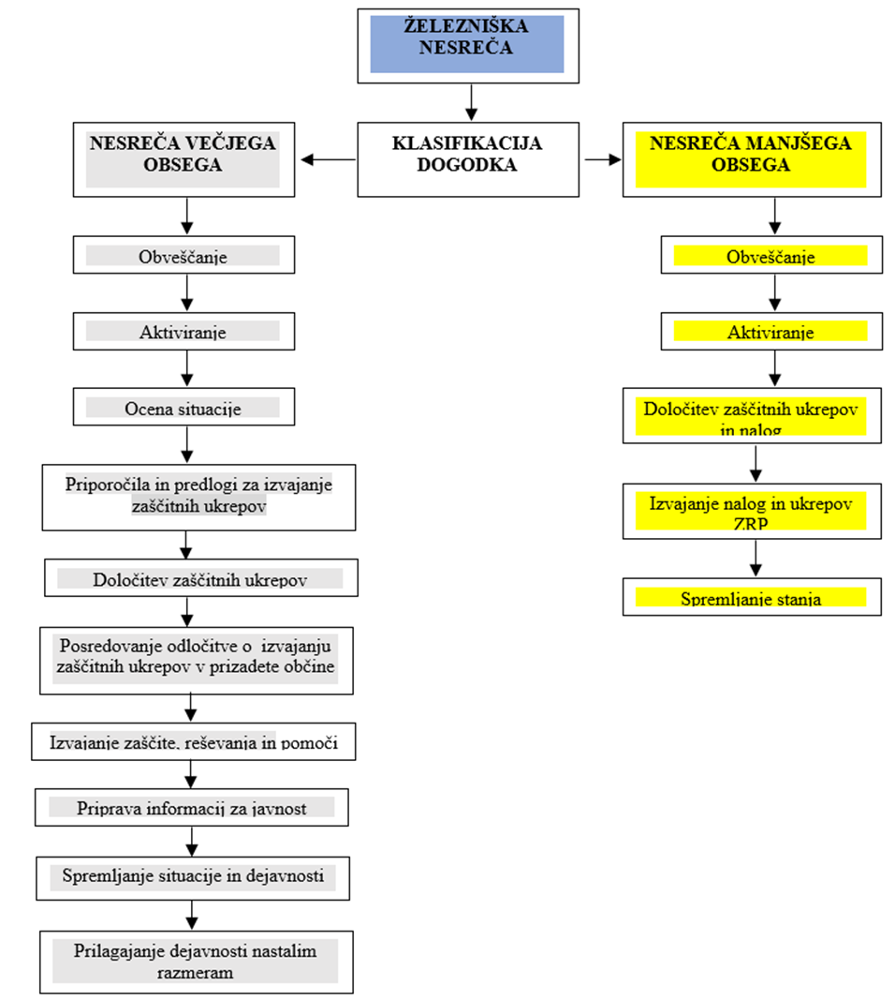 ŽELEZNIŠKA
NESREČA
KLASIFIKACIJA
DOGODKA
NESREČA VEČJEGA
OBSEGA
Obveščanje
Aktiviranje
Ocena situacije
Priporočila in predlogi za izvajanje
zaščitnih ukrepov
Določitev zaščitnih ukrepov
Posredovanje odločitve o izvajanju
zaščitnih ukrepov v prizadete občine
Izvajanje zaščite, reševanja in pomoči
Priprava informacij za javnost
Spremljanje situacije in dejavnosti
Prilagajanje dejavnosti nastalim
razmeram
NESREČA MANJŠEGA
OBSEGA
Obveščanje
Aktiviranje
Določitev zaščitnih ukrepov
in nalog
Izvajanje nalog in ukrepov
ZRP
Spremljanje stanja